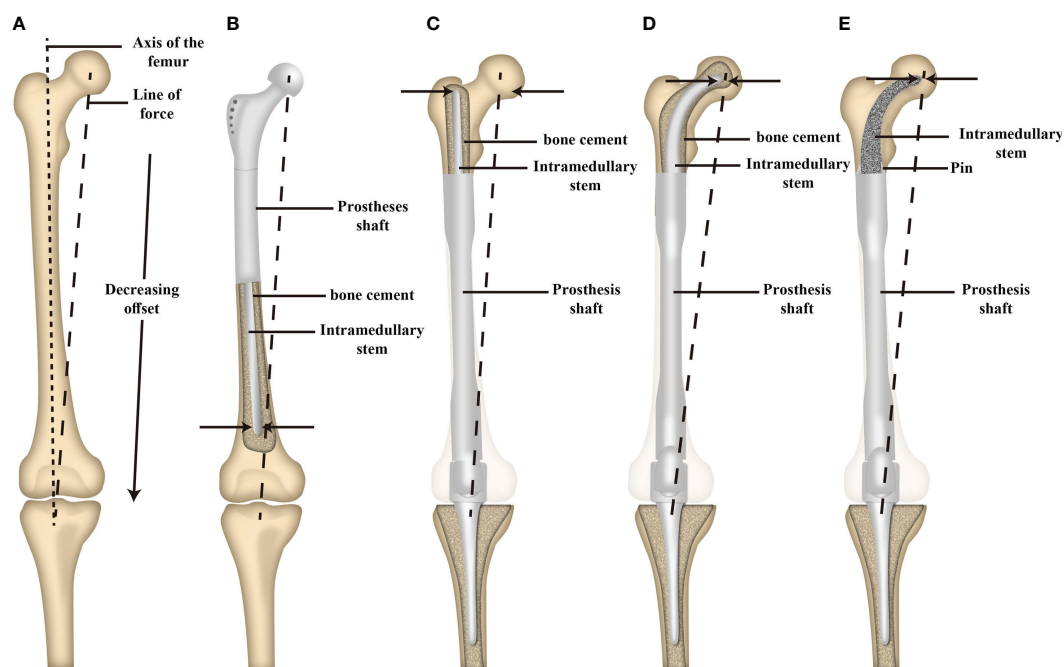 A
Axis of the
femur
Line of
force
Decreasing
offset
B
Prostheses
shaft
bone cement
Intramedullary
stem
C
bone cement
Intramedullary
stem
Prosthesis
shaft
D
bone cement
Intramedullary
stem
Prosthesis
shaft
E
Intramedullary
stem
Pin
Prosthesis
shaft